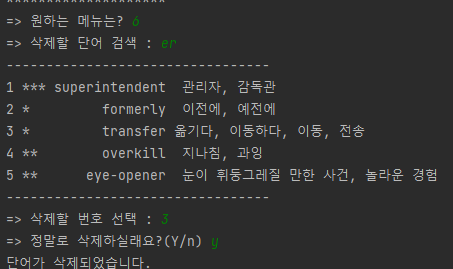 => 원하는 메뉴는? 6
=> 삭제할 단어 검색 : er
---------------------------------
1 *** superintendent  관리자, 감독관
2 *         formerly  이전에, 예전에
3 *         transfer 옮기다, 이동하다, 이동, 전송
4 **        overkill  지나침, 과잉
5 **      eye-opener  눈이 휘둥그레질 만한 사건, 놀라운 경험
---------------------------------
=> 삭제할 번호 선택 : 3
=> 정말로 삭제하실래요?(Y/n) y
단어가 삭제되었습니다.